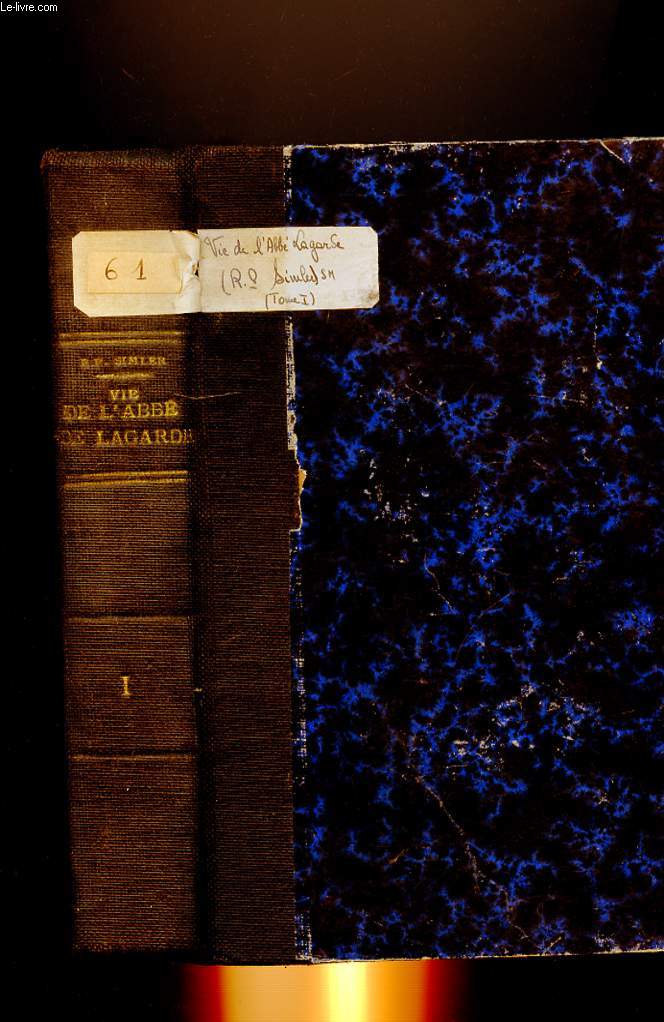 Le-livre.com
61
Vie de l'Abbé Lagarde
(R.P Simler) SM
(Tome I)
R.P. SIMLER
VIE
DE L'ABBÉ
DE LAGARDE
I